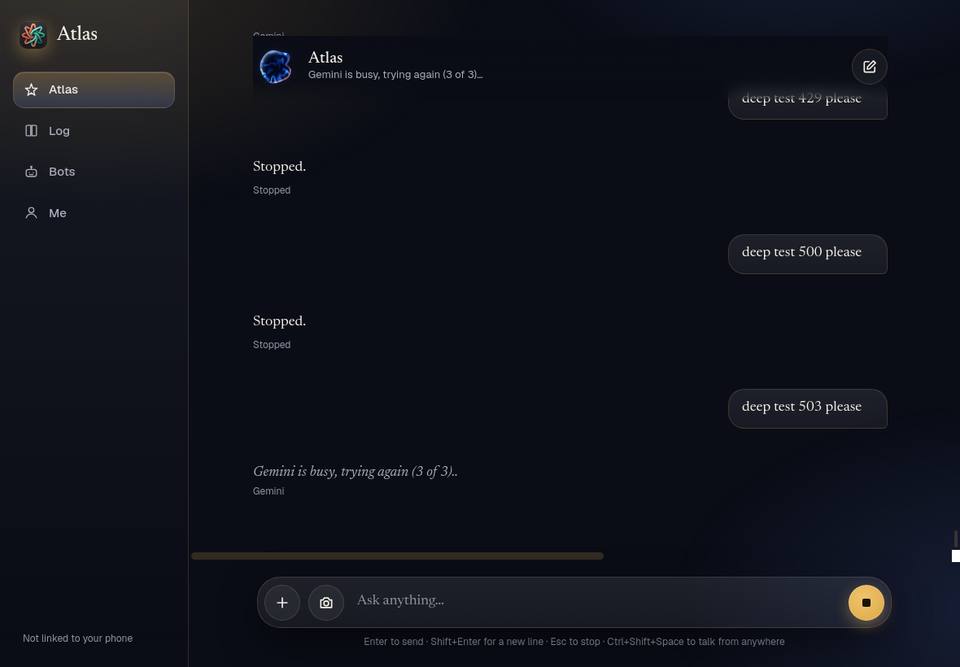 Atlas
Atlas
Log
Bots
Me
Not linked to your phone
Gemini
Atlas
Gemini is busy, trying again (3 of 3)...
deep test 429 please
Stopped.
Stopped
deep test 500 please
Stopped.
Stopped
deep test 503 please
Gemini is busy, trying again (3 of 3)..
Gemini
Ask anything...
Enter to send · Shift+Enter for a new line · Esc to stop · Ctrl+Shift+Space to talk from anywhere